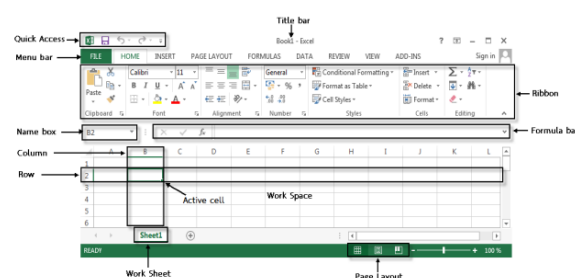 Title bar
Quick Access
Book1 - Excel
Menu bar
FILE HOME INSERT PAGE LAYOUT FORMULAS DATA REVIEW VIEW ADD-INS Sign in
Calibri 11 General Conditional Formatting Insert
Paste B I U A A % Format as Table Delete
A Cell Styles Format
Ribbon
Clipboard Font Alignment Number Styles Cells Editing
Name box B2 fx Formula ba
Column A B C D E F G H I J K L
1
Row 2
3
Active cell Work Space
4
5
6
Sheet1
READY 100 %
Work Sheet Page Layout